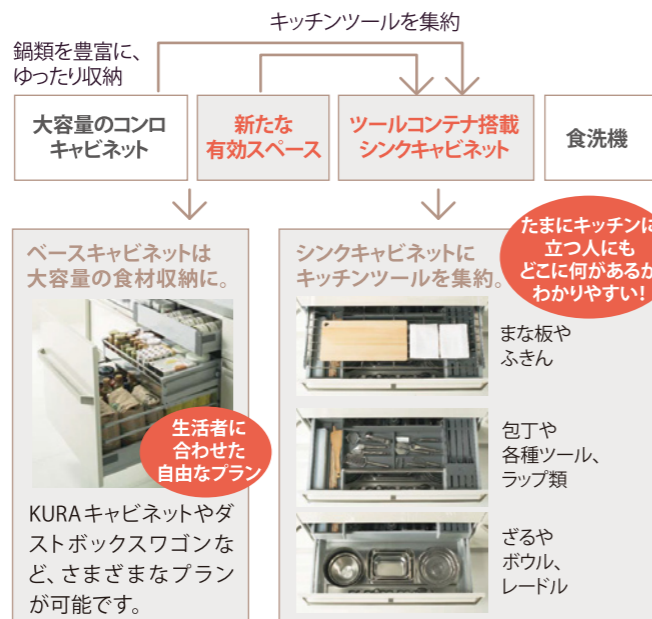 キッチンツールを集約
鍋類を豊富に、
ゆったり収納
大容量のコンロ
キャビネット
新たな
有効スペース
ツールコンテナ搭載
シンクキャビネット
食洗機
ベースキャビネットは
大容量の食材収納に。
生活者に
合わせた
自由なプラン
KURAキャビネットやダ
ストボックスワゴンな
ど、さまざまなプラン
が可能です。
シンクキャビネットに
キッチンツールを集約。
たまにキッチンに
立つ人にも
どこに何があるか
わかりやすい!
まな板や
ふきん
包丁や
各種ツール、
ラップ類
ざるや
ボウル、
レードル